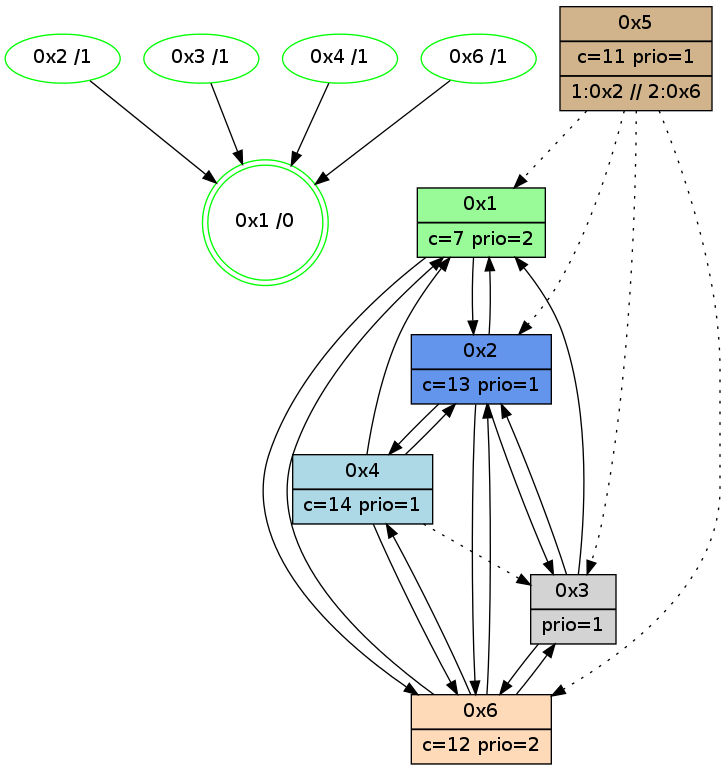 0x2 /1
0x3 /1
0x4 /1
0x6 /1
0x5
c=11 prio=1
1:0x2 // 2:0x6
0x1 /0
0x1
c=7 prio=2
0x2
c=13 prio=1
0x4
c=14 prio=1
0x3
prio=1
0x6
c=12 prio=2